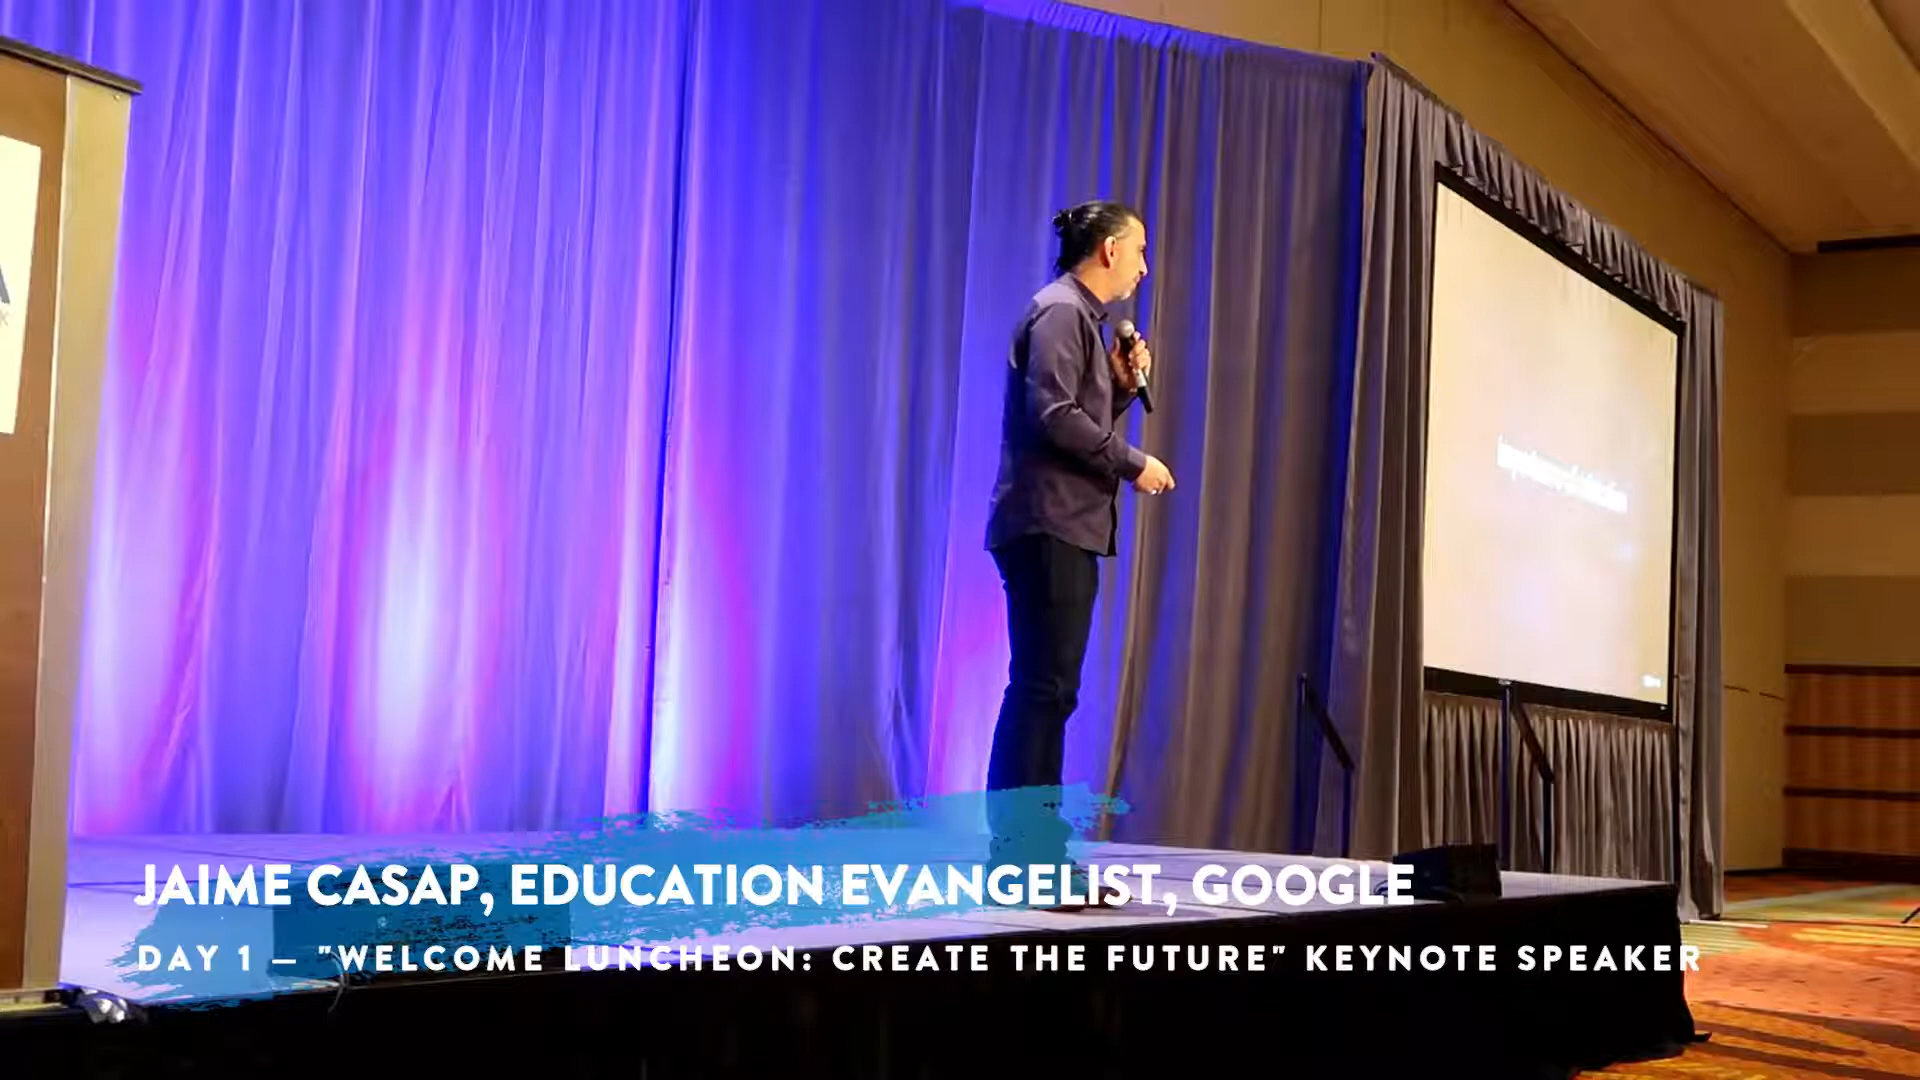 JAIME CASAP, EDUCATION EVANGELIST, GOOGLE
DAY 1 – "WELCOME LUNCHEON: CREATE THE FUTURE" KEYNOTE SPEAKER